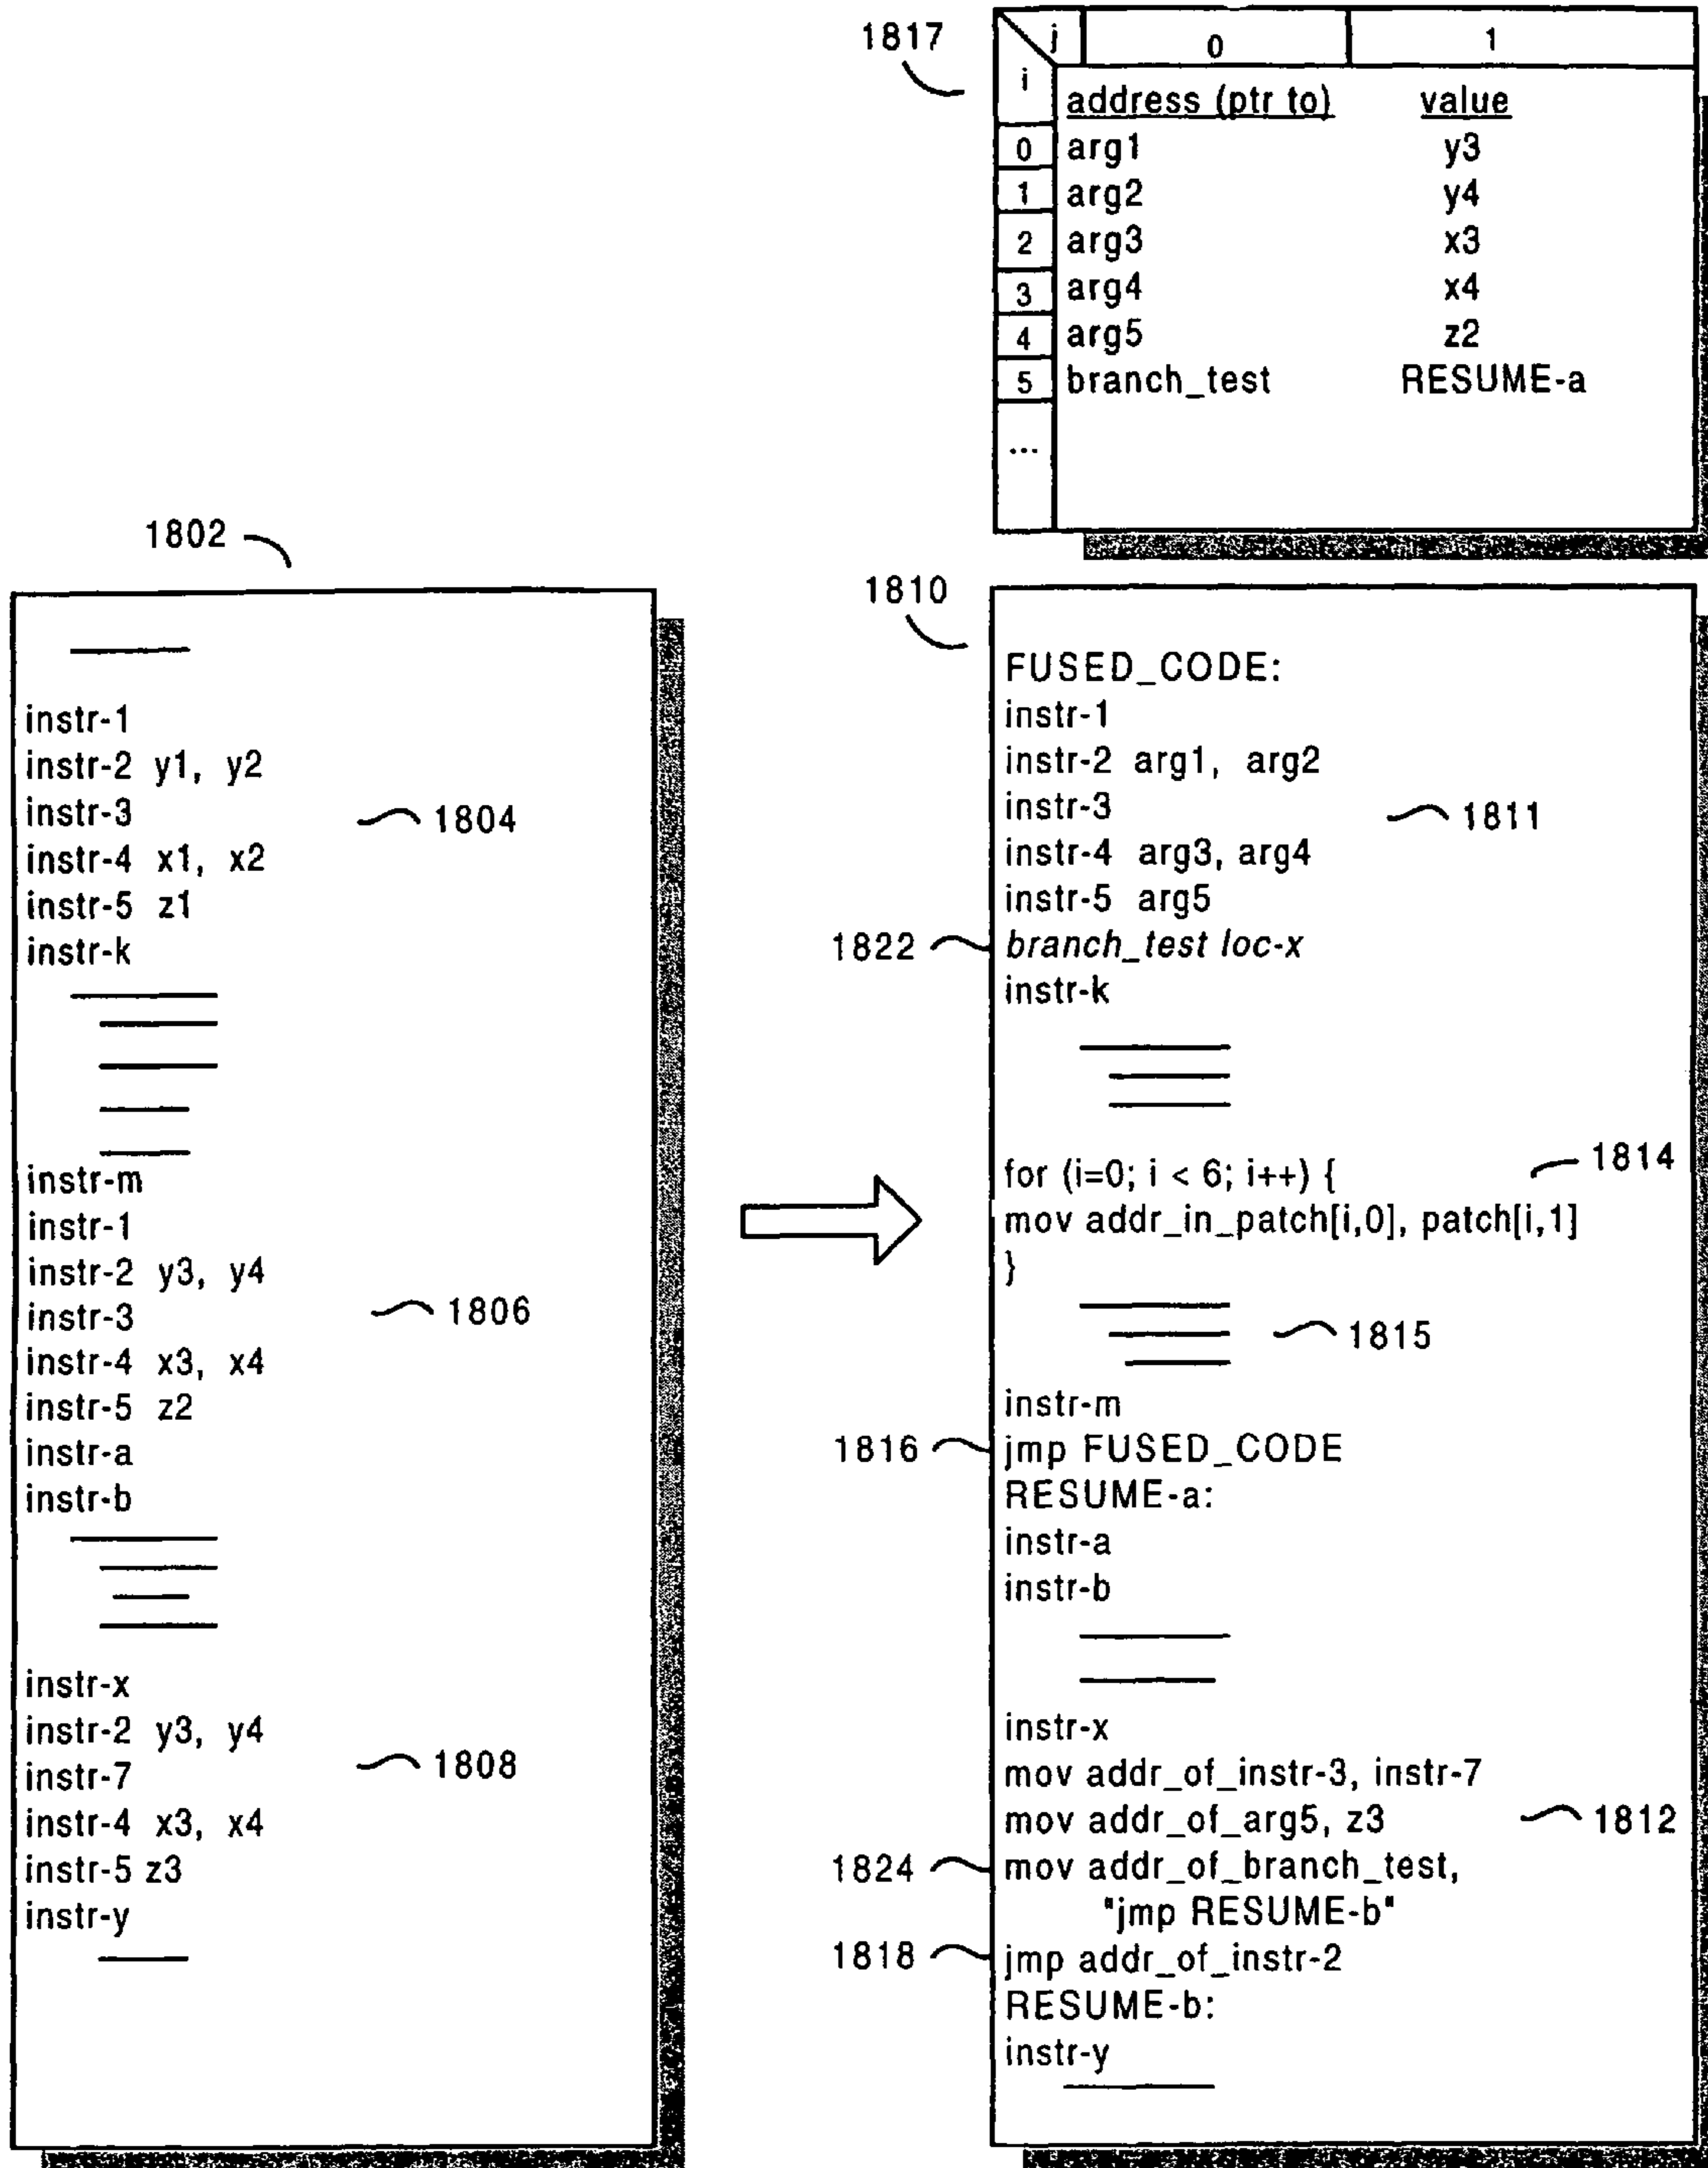 1817
j 0 1
i
address (ptr to) value
0 arg1 y3
1 arg2 y4
2 arg3 x3
3 arg4 x4
4 arg5 z2
5 branch_test RESUME-a
...
1802
instr-1
instr-2 y1, y2
instr-3
1804
instr-4 x1, x2
instr-5 z1
instr-k
instr-m
instr-1
instr-2 y3, y4
instr-3
1806
instr-4 x3, x4
instr-5 z2
instr-a
instr-b
instr-x
instr-2 y3, y4
instr-7
1808
instr-4 x3, x4
instr-5 z3
instr-y
1810
FUSED_CODE:
instr-1
instr-2 arg1, arg2
instr-3
1811
instr-4 arg3, arg4
instr-5 arg5
1822 branch_test loc-x
instr-k
for (i=0; i < 6; i++) {
1814
mov addr_in_patch[i,0], patch[i,1]
}
1815
instr-m
1816 jmp FUSED_CODE
RESUME-a:
instr-a
instr-b
instr-x
mov addr_of_instr-3, instr-7
mov addr_of_arg5, z3
1812
1824 mov addr_of_branch_test,
"jmp RESUME-b"
1818 jmp addr_of_instr-2
RESUME-b:
instr-y